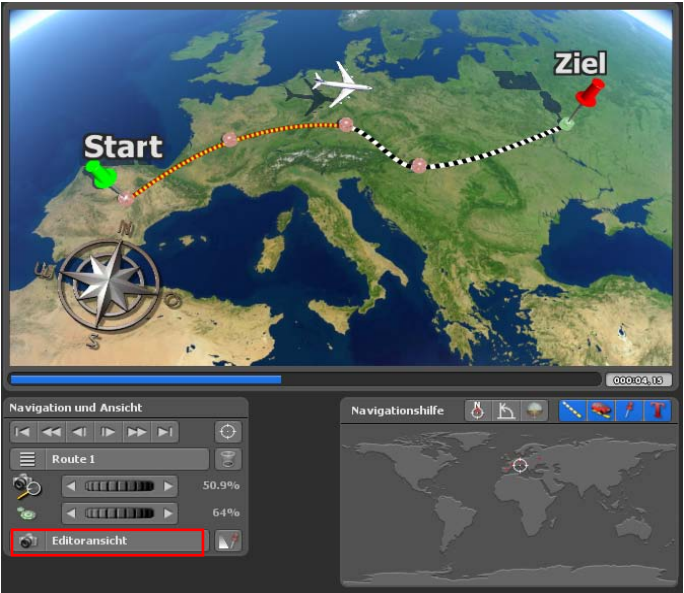 Ziel
Start
N
W
O
S
000:04,15
Navigation und Ansicht
Route 1
50.9%
64%
Editoransicht
Navigationshilfe
N
T